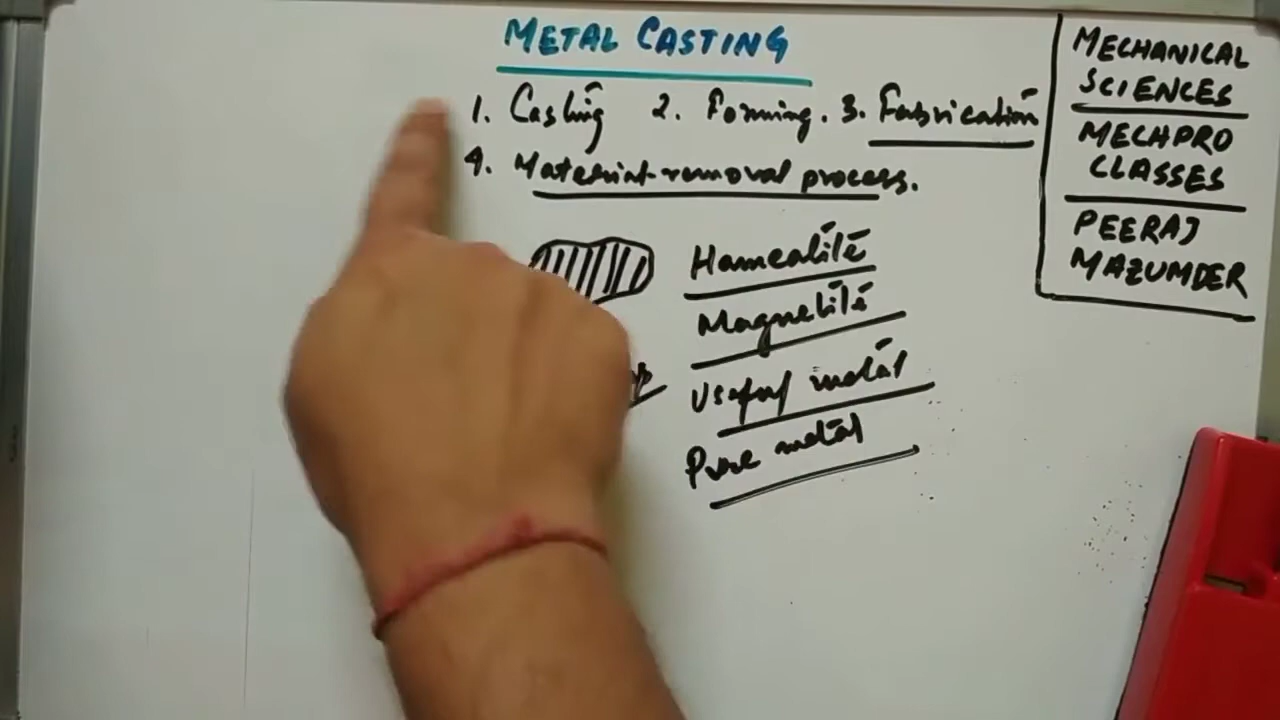 METAL CASTING
1. Casting 2. Forming. 3. Fabrication
4. Material-removal process.
Hamealite
Magnetite
Useful metal
Pure metal
MECHANICAL
SCIENCES
MECHPRO
CLASSES
PEERAJ
MAZUMDER